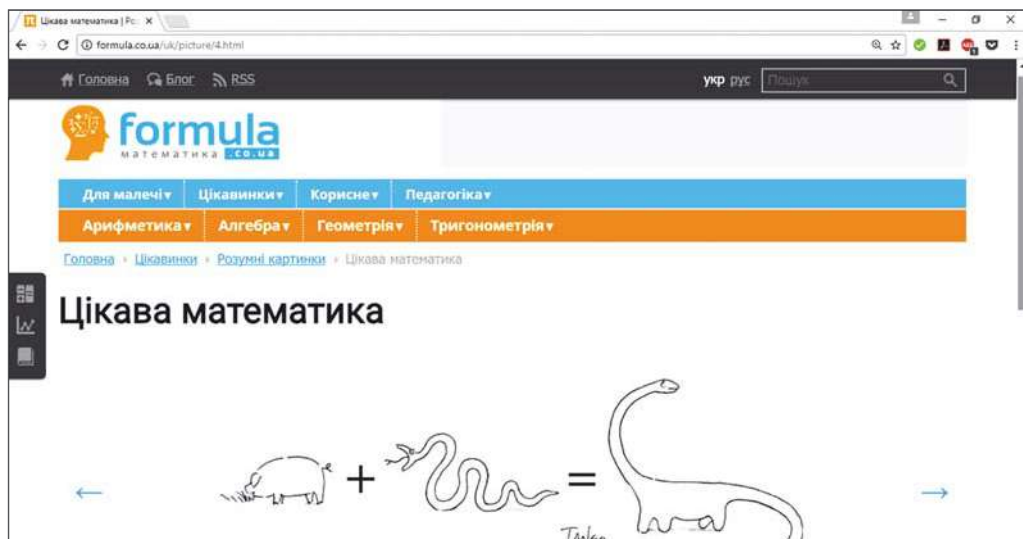 Цікава математика | Ро
formula.co.ua/uk/picture/4.html
Головна Блог RSS укр рус Пошук
formula
математика .co.ua
Для малечі Цікавинки Корисне Педагогіка
Арифметика Алгебра Геометрія Тригонометрія
Головна Цікавинки Розумні картинки Цікава математика
Цікава математика
+ =